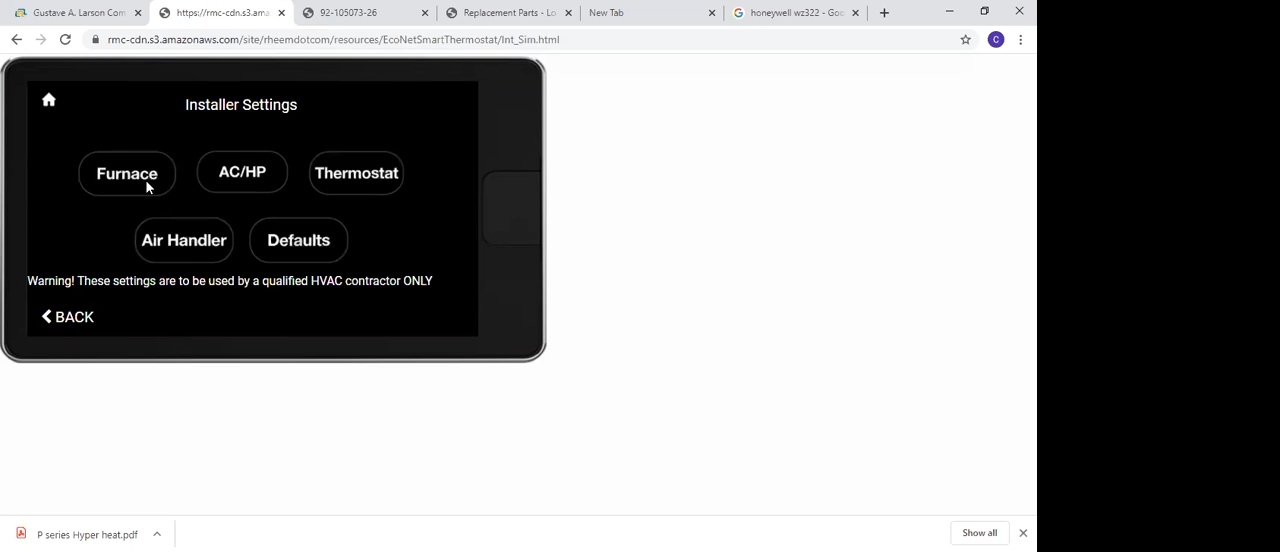 Gustave A. Larson Com
https://rmc-cdn.s3.ama
92-105073-26
Replacement Parts - Lo
New Tab
honeywell wz322 - Goo
rmc-cdn.s3.amazonaws.com/site/rheemdotcom/resources/EcoNetSmartThermostat/Int_Sim.html
C
Installer Settings
Furnace
AC/HP
Thermostat
Air Handler
Defaults
Warning! These settings are to be used by a qualified HVAC contractor ONLY
BACK
P series Hyper heat.pdf
Show all